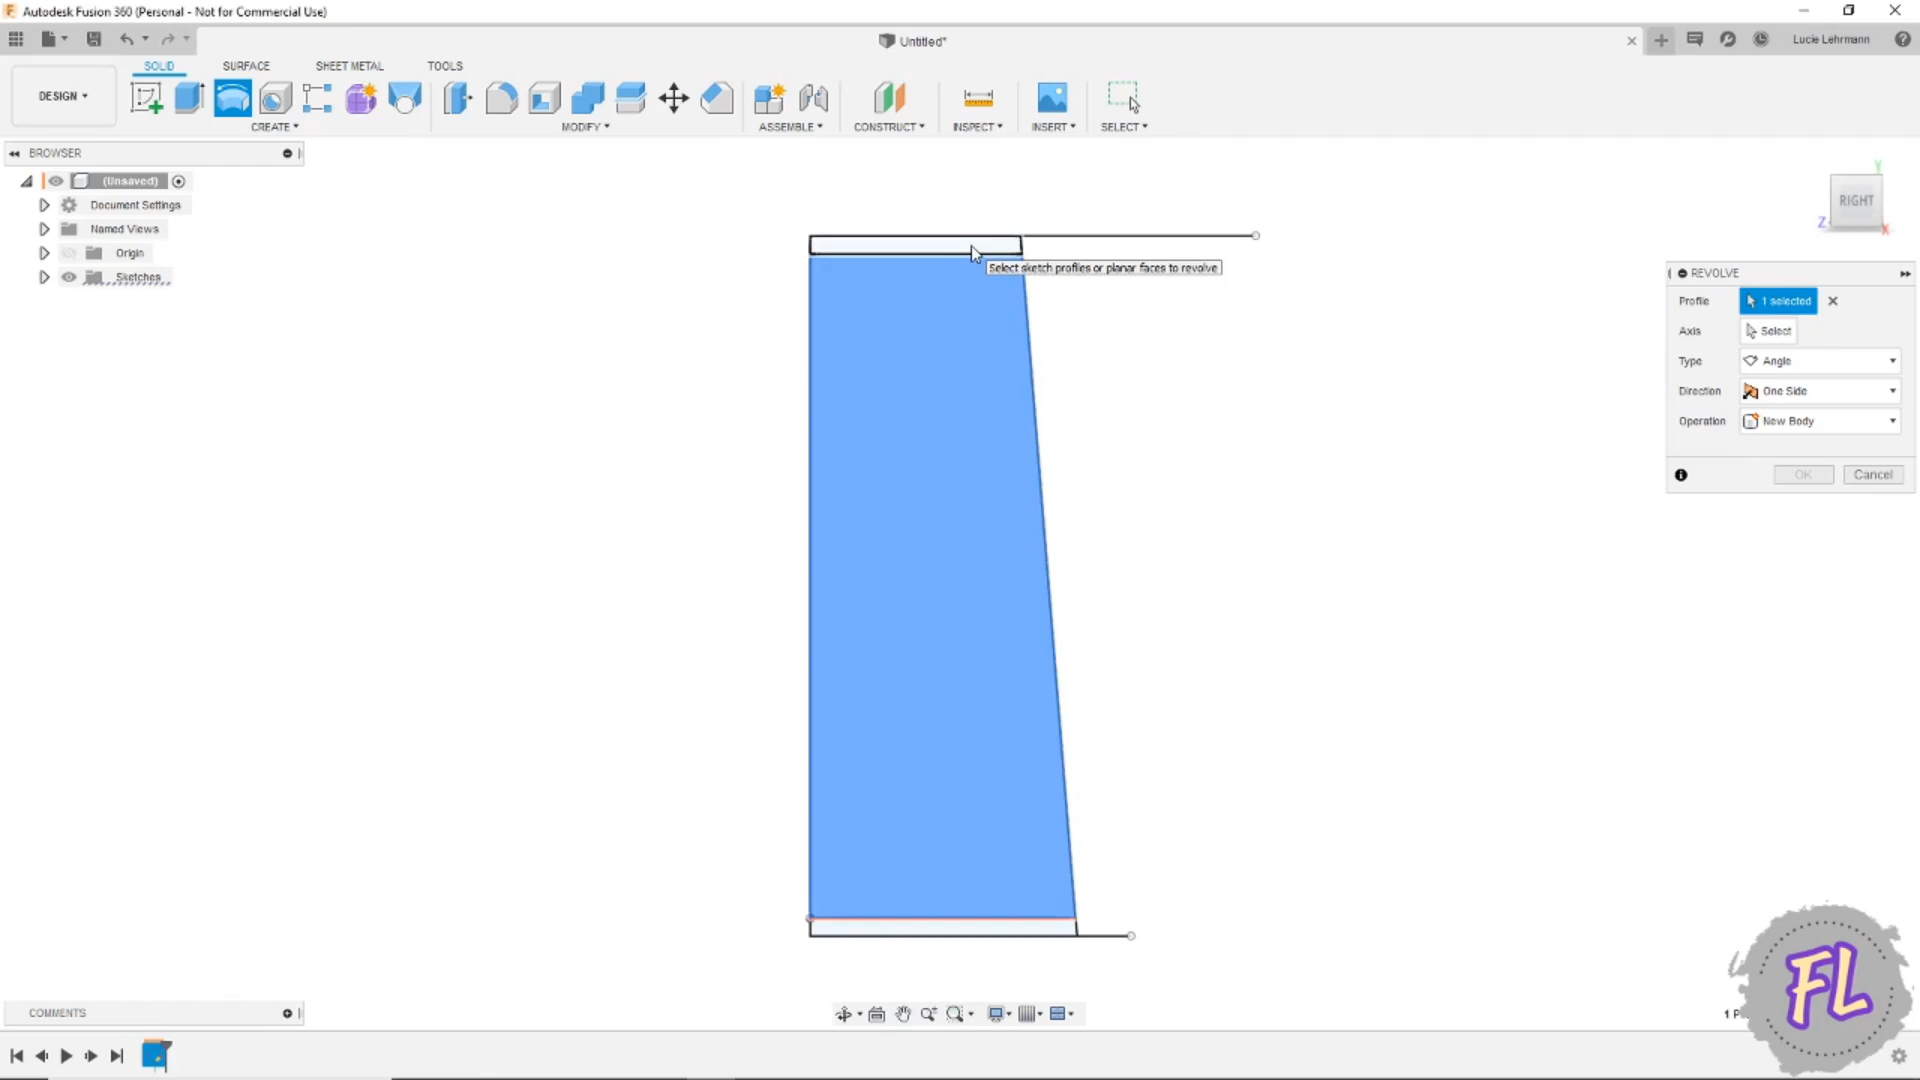 Autodesk Fusion 360 (Personal - Not for Commercial Use)
Untitled*
Lucie Lehrmann
DESIGN
SOLID
SURFACE
SHEET METAL
TOOLS
CREATE
MODIFY
ASSEMBLE
CONSTRUCT
INSPECT
INSERT
SELECT
BROWSER
(Unsaved)
Document Settings
Named Views
Origin
Sketches
Y
RIGHT
Z
X
Select sketch profiles or planar faces to revolve
REVOLVE
Profile 1 selected
Axis Select
Type Angle
Direction One Side
Operation New Body
OK Cancel
FL
COMMENTS